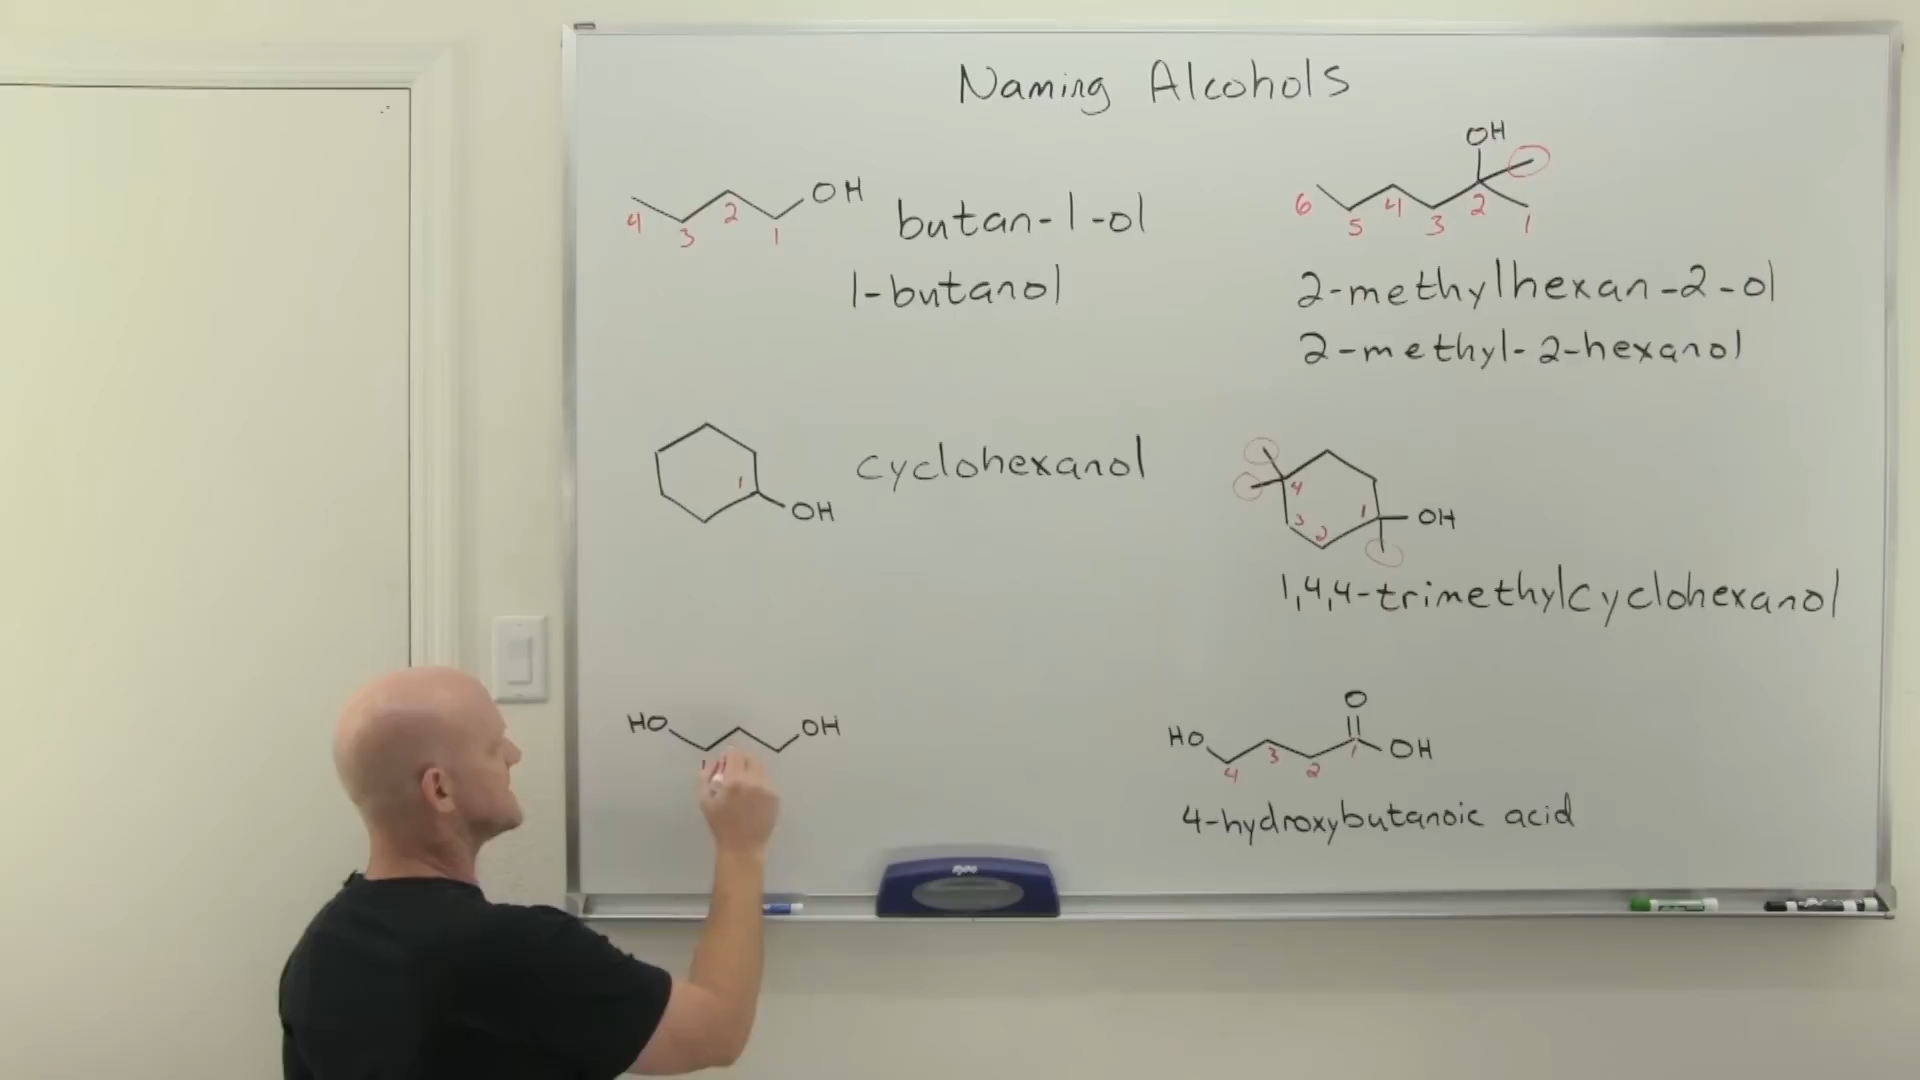 Naming Alcohols
OH
4 3 2 1
butan-1-ol
1-butanol
OH
6 5 4 3 2 1
2-methylhexan-2-ol
2-methyl-2-hexanol
1
OH
cyclohexanol
4
3
2
1
OH
1,4,4-trimethylcyclohexanol
HO OH
1
O
HO OH
4 3 2 1
4-hydroxybutanoic acid
expo